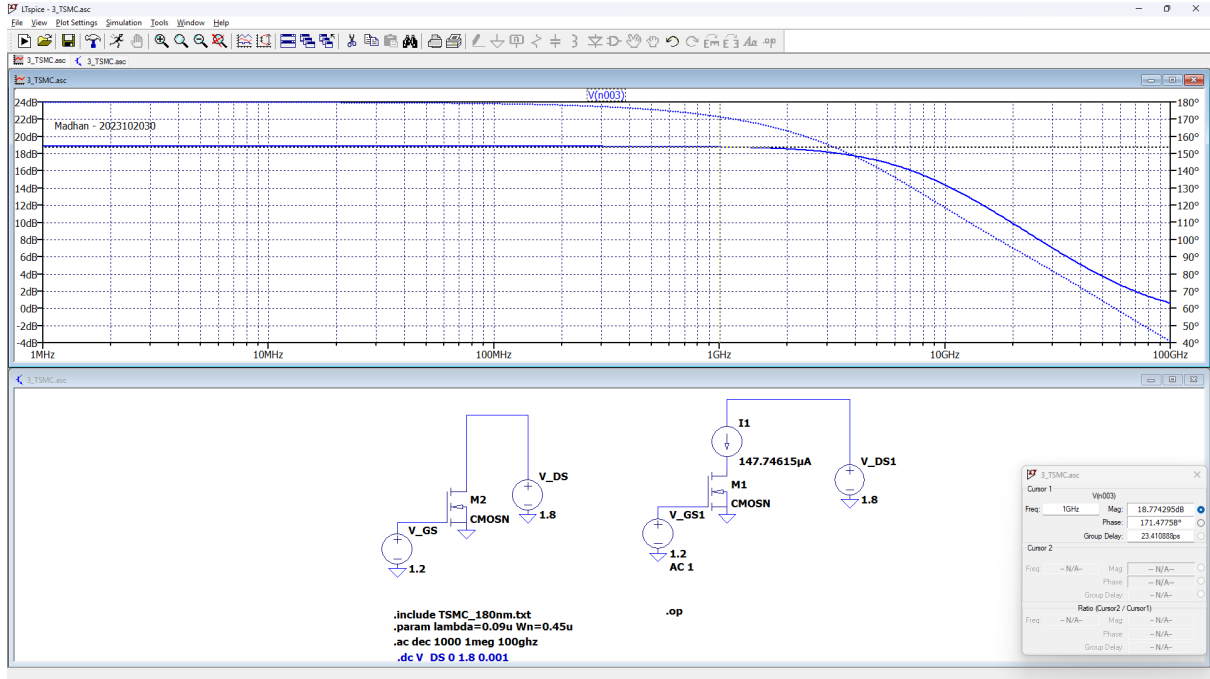 LTspice - 3_TSMC.asc
File View Plot Settings Simulation Tools Window Help
3_TSMC.asc 3_TSMC.asc
3_TSMC.asc
V(n003)
24dB 180°
22dB 170°
Madhan - 2023102030
20dB 160°
18dB 150°
16dB 140°
14dB 130°
12dB 120°
10dB 110°
8dB 100°
6dB 90°
4dB 80°
2dB 70°
0dB 60°
-2dB 50°
-4dB 40°
1MHz 10MHz 100MHz 1GHz 10GHz 100GHz
3_TSMC.asc
I1
147.74615µA
V_DS
M2
CMOSN
1.8
V_GS
1.2
V_DS1
M1
CMOSN
1.8
V_GS1
1.2
AC 1
.include TSMC_180nm.txt
.param lambda=0.09u Wn=0.45u
.ac dec 1000 1meg 100ghz
.dc V_DS 0 1.8 0.001
.op
3_TSMC.asc
Cursor 1
V(n003)
Freq: 1GHz Mag: 18.774295dB
Phase: 171.47758°
Group Delay: 23.410888ps
Cursor 2
Freq: -- N/A-- Mag: -- N/A--
Phase: -- N/A--
Group Delay: -- N/A--
Ratio (Cursor2 / Cursor1)
Freq: -- N/A-- Mag: -- N/A--
Phase: -- N/A--
Group Delay: -- N/A--